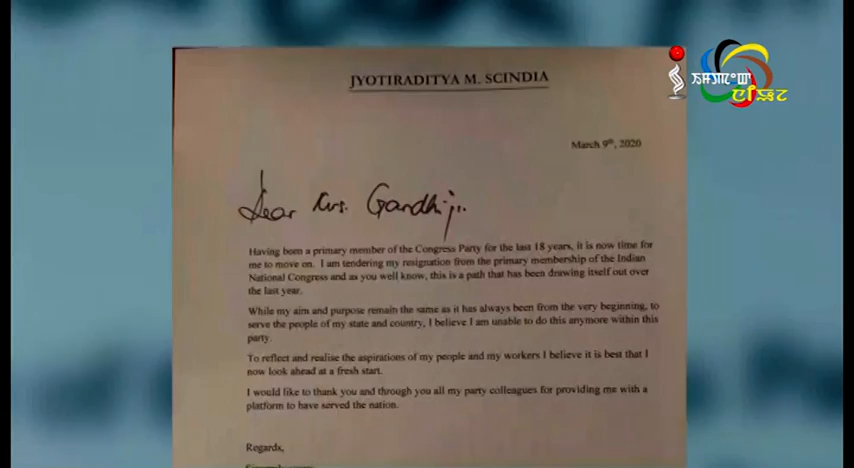 JYOTIRADITYA M. SCINDIA
March 9th, 2020
Dear Mrs. Gandhiji.
Having been a primary member of the Congress Party for the last 18 years, it is now time for
me to move on. I am tendering my resignation from the primary membership of the Indian
National Congress and as you well know, this is a path that has been drawing itself out over
the last year.
While my aim and purpose remain the same as it has always been from the very beginning, to
serve the people of my state and country, I believe I am unable to do this anymore within this
party.
To reflect and realise the aspirations of my people and my workers I believe it is best that I
now look ahead at a fresh start.
I would like to thank you and through you all my party colleagues for providing me with a
platform to have served the nation.
Regards,